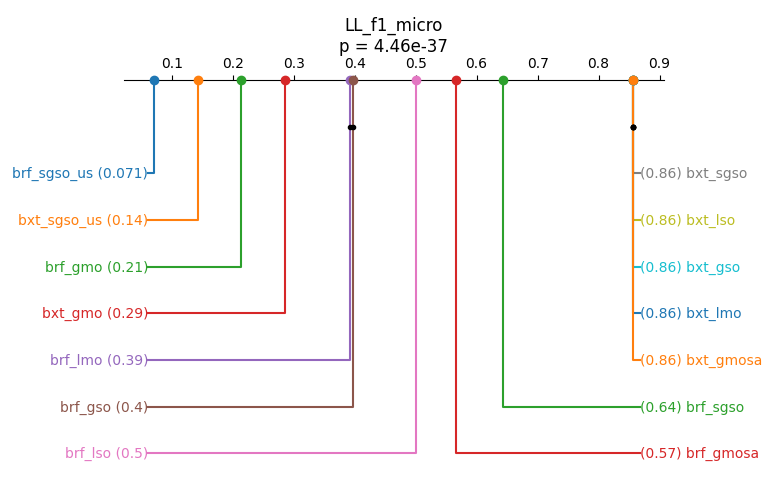 LL_f1_micro
p = 4.46e-37
0.1 0.2 0.3 0.4 0.5 0.6 0.7 0.8 0.9
brf_sgso_us (0.071) (0.86) bxt_sgso
bxt_sgso_us (0.14) (0.86) bxt_lso
brf_gmo (0.21) (0.86) bxt_gso
bxt_gmo (0.29) (0.86) bxt_lmo
brf_lmo (0.39) (0.86) bxt_gmosa
brf_gso (0.4) (0.64) brf_sgso
brf_lso (0.5) (0.57) brf_gmosa